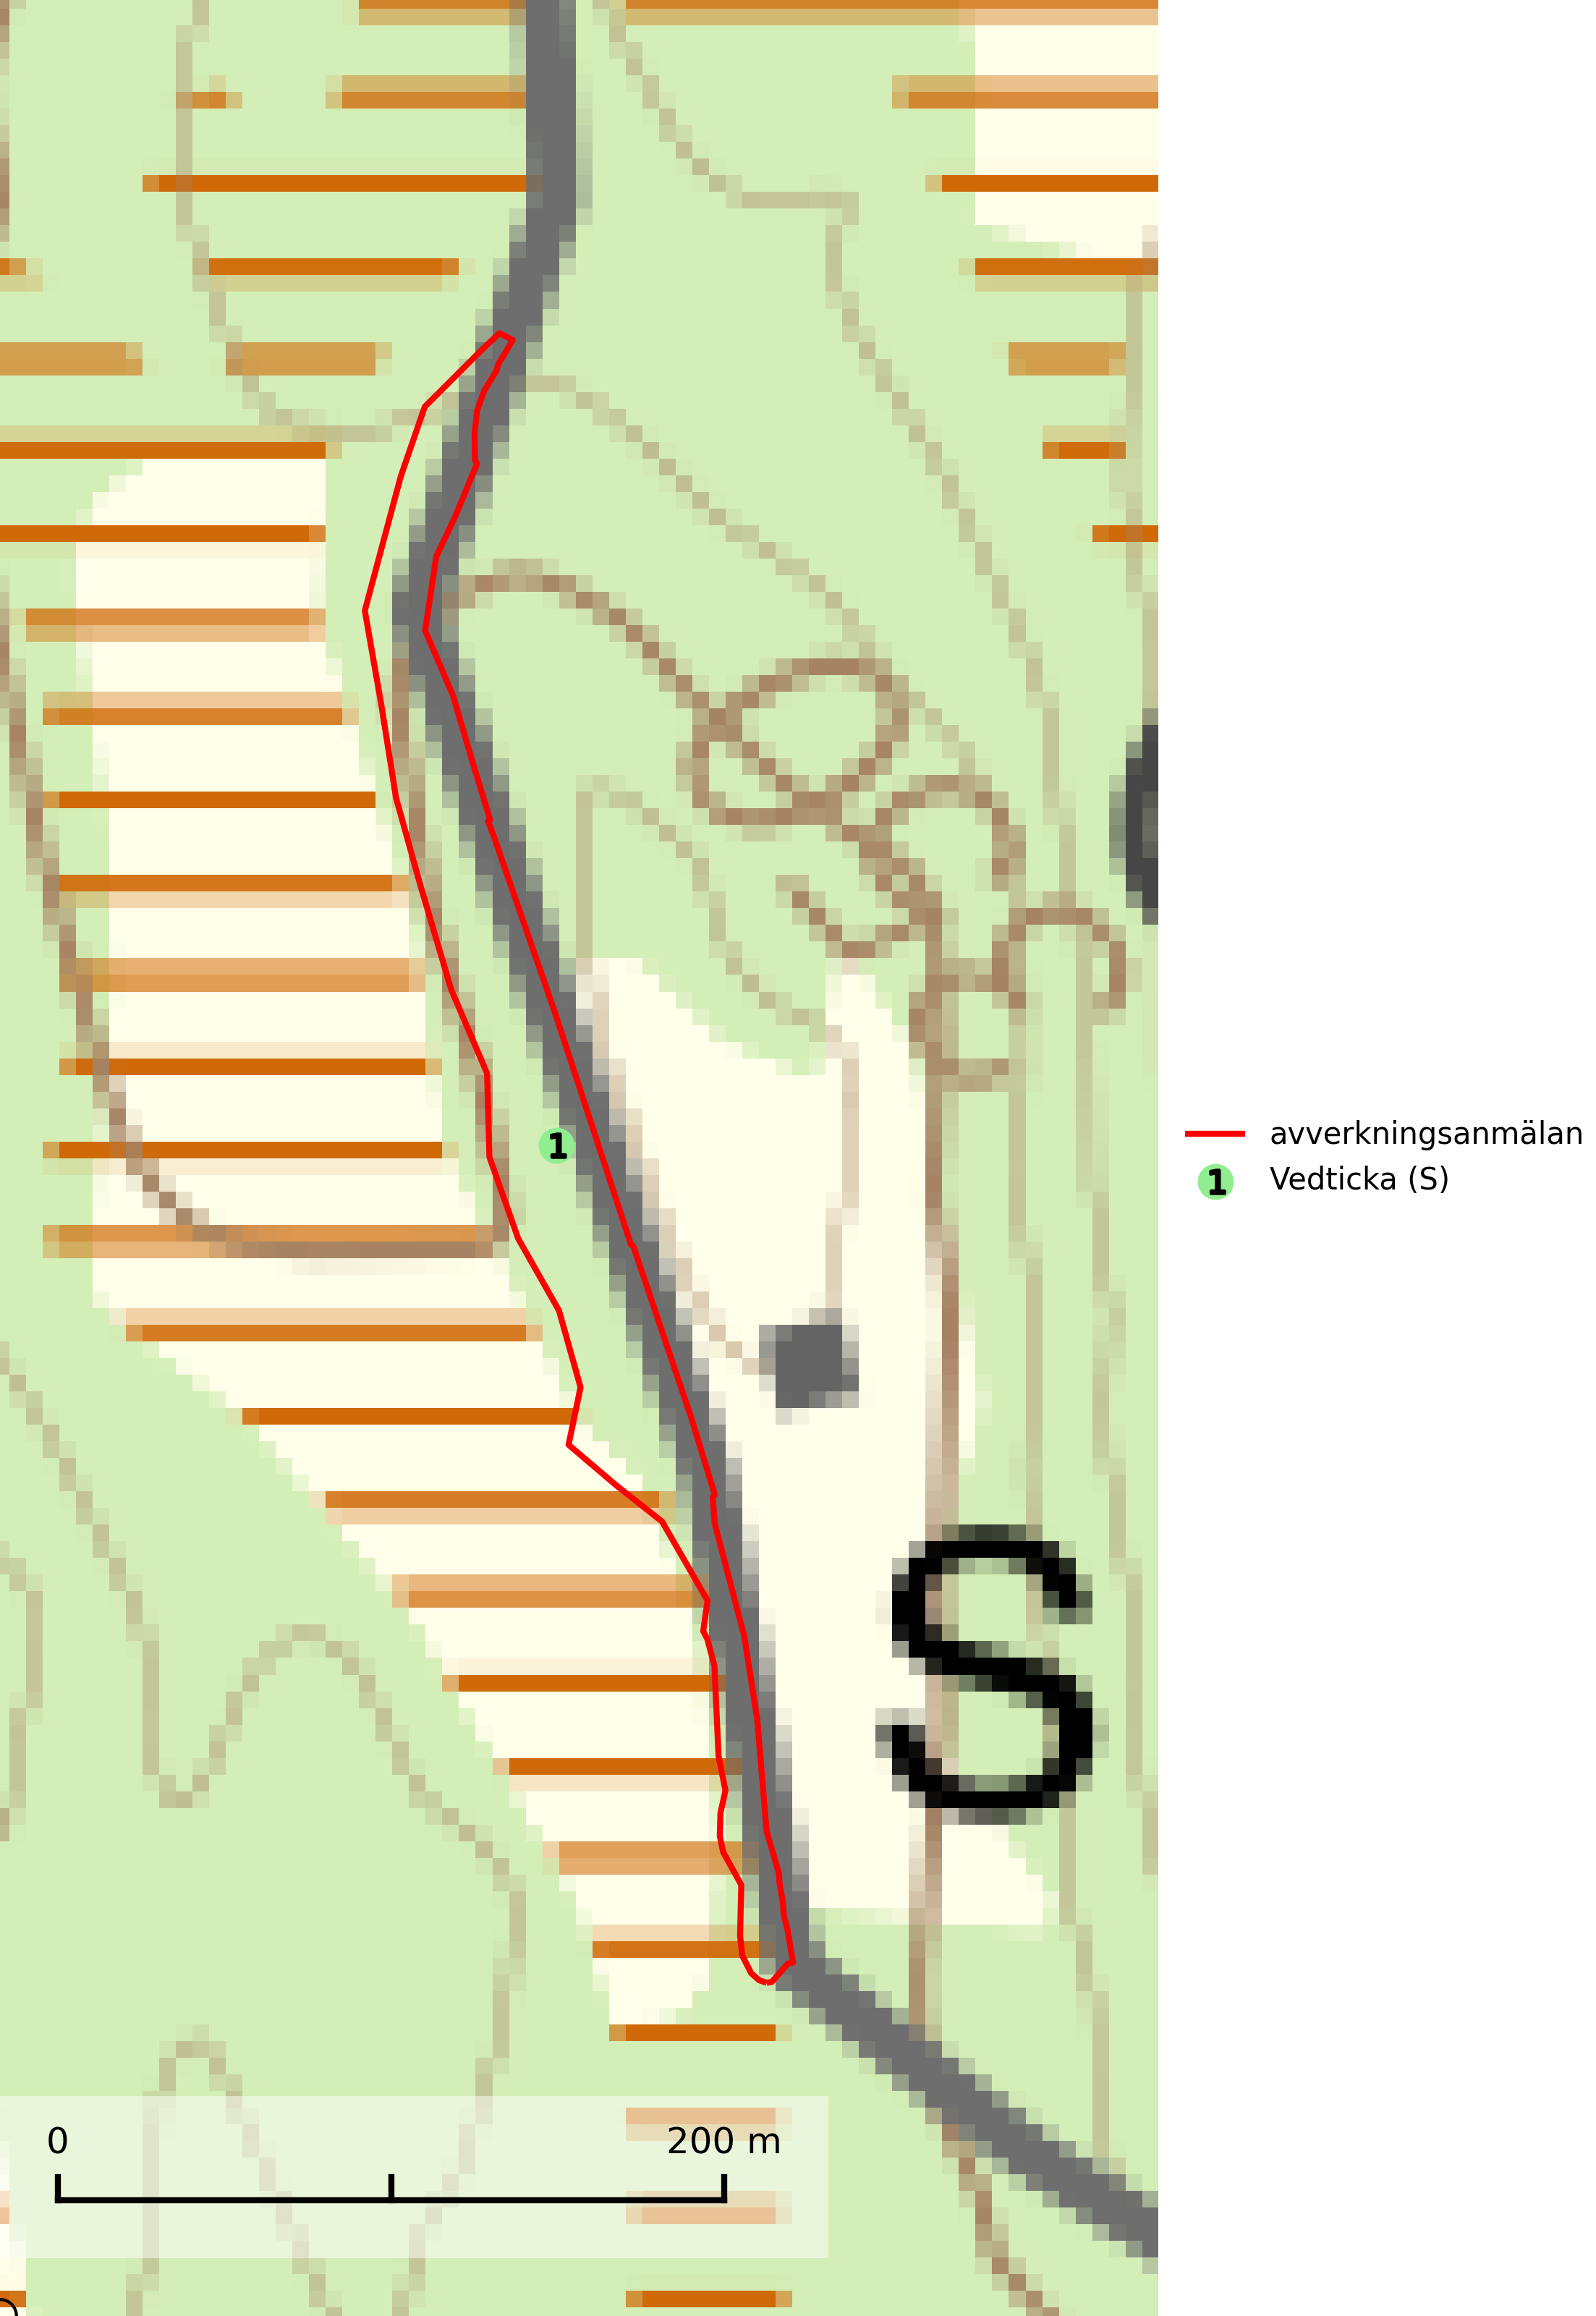 1
avverkningsanmälan
1 Vedticka (S)
S
0 200 m